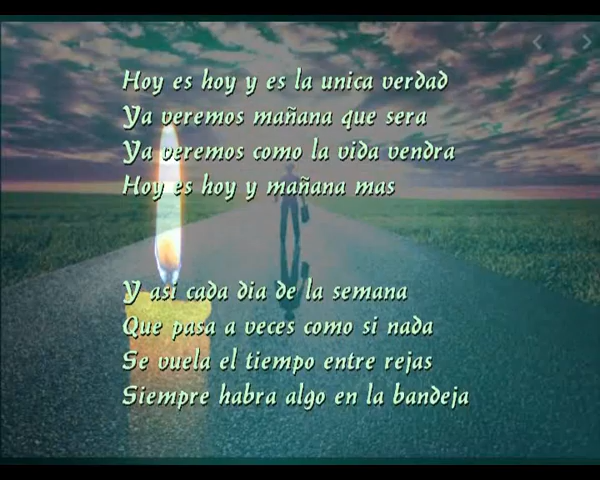 Hoy es hoy y es la unica verdad
Ya veremos mañana que sera
Ya veremos como la vida vendra
Hoy es hoy y mañana mas
Y asi cada dia de la semana
Que pasa a veces como si nada
Se vuela el tiempo entre rejas
Siempre habra algo en la bandeja